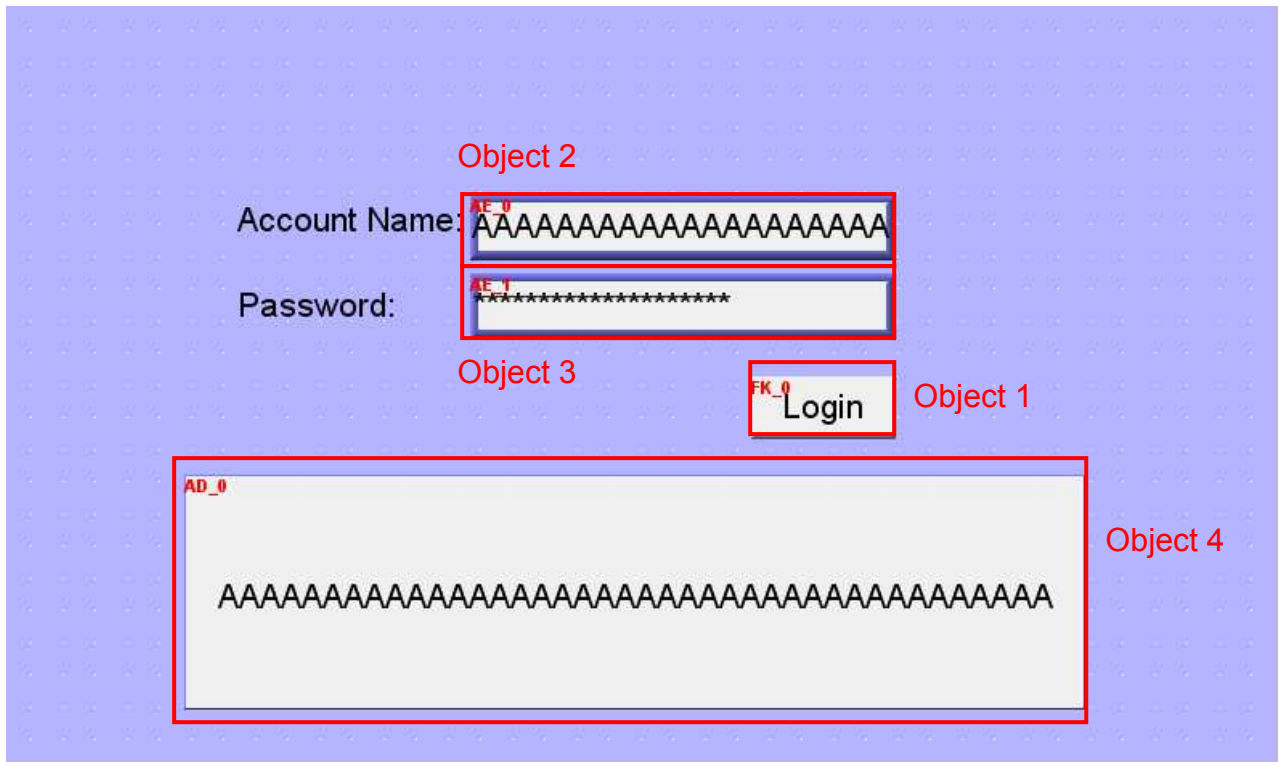 Object 2
AE_0
Account Name: AAAAAAAAAAAAAAAAAAAA
AE_1
Password: ********************
Object 3
FK_0
Login
Object 1
AD_0
Object 4
AAAAAAAAAAAAAAAAAAAAAAAAAAAAAAAAAAAAAAAA